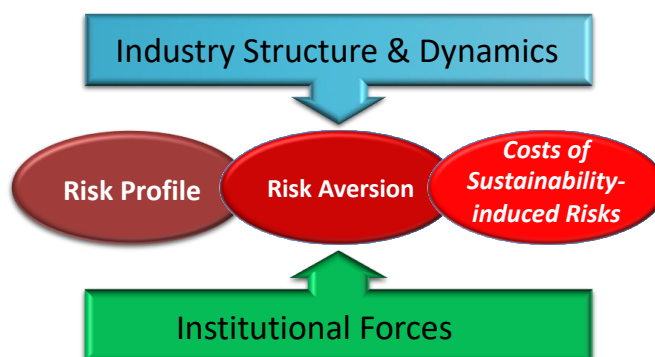 Industry Structure & Dynamics
Risk Profile
Risk Aversion
Costs of
Sustainability-
induced Risks
Institutional Forces